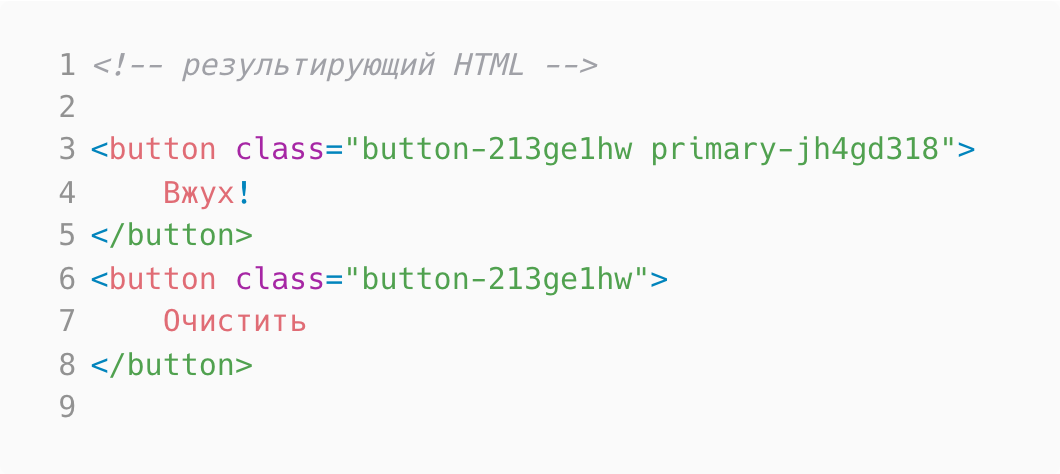 1 <!-- результирующий HTML -->
2
3 <button class="button-213ge1hw primary-jh4gd318">
4     Вжух!
5 </button>
6 <button class="button-213ge1hw">
7     Очистить
8 </button>
9